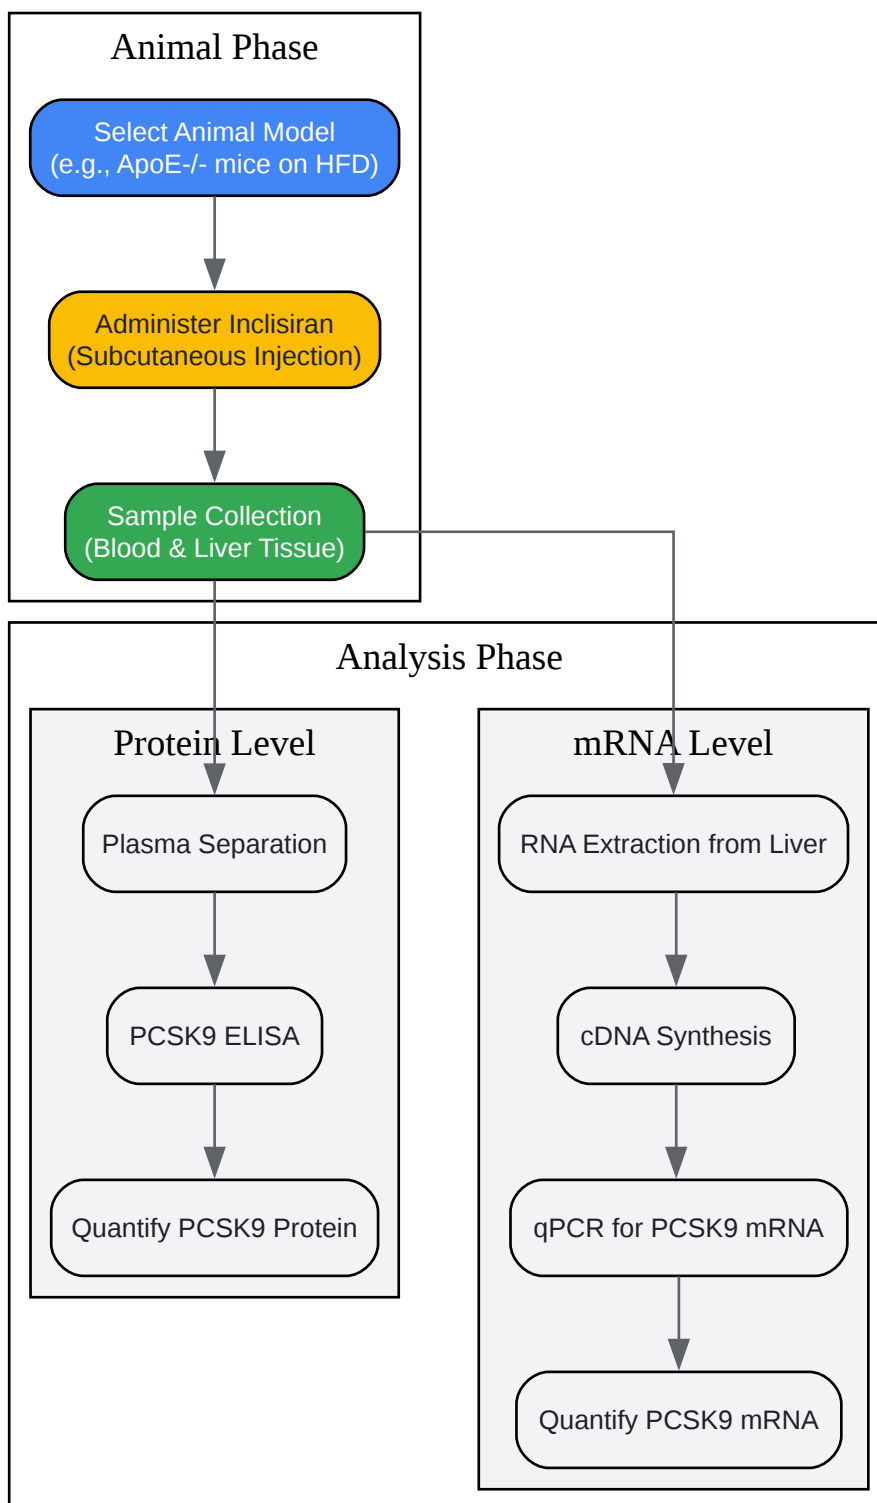 Animal Phase
Select Animal Model
(e.g., ApoE-/- mice on HFD)
Administer Inclisiran
(Subcutaneous Injection)
Sample Collection
(Blood & Liver Tissue)
Analysis Phase
Protein Level
Plasma Separation
PCSK9 ELISA
Quantify PCSK9 Protein
mRNA Level
RNA Extraction from Liver
cDNA Synthesis
qPCR for PCSK9 mRNA
Quantify PCSK9 mRNA